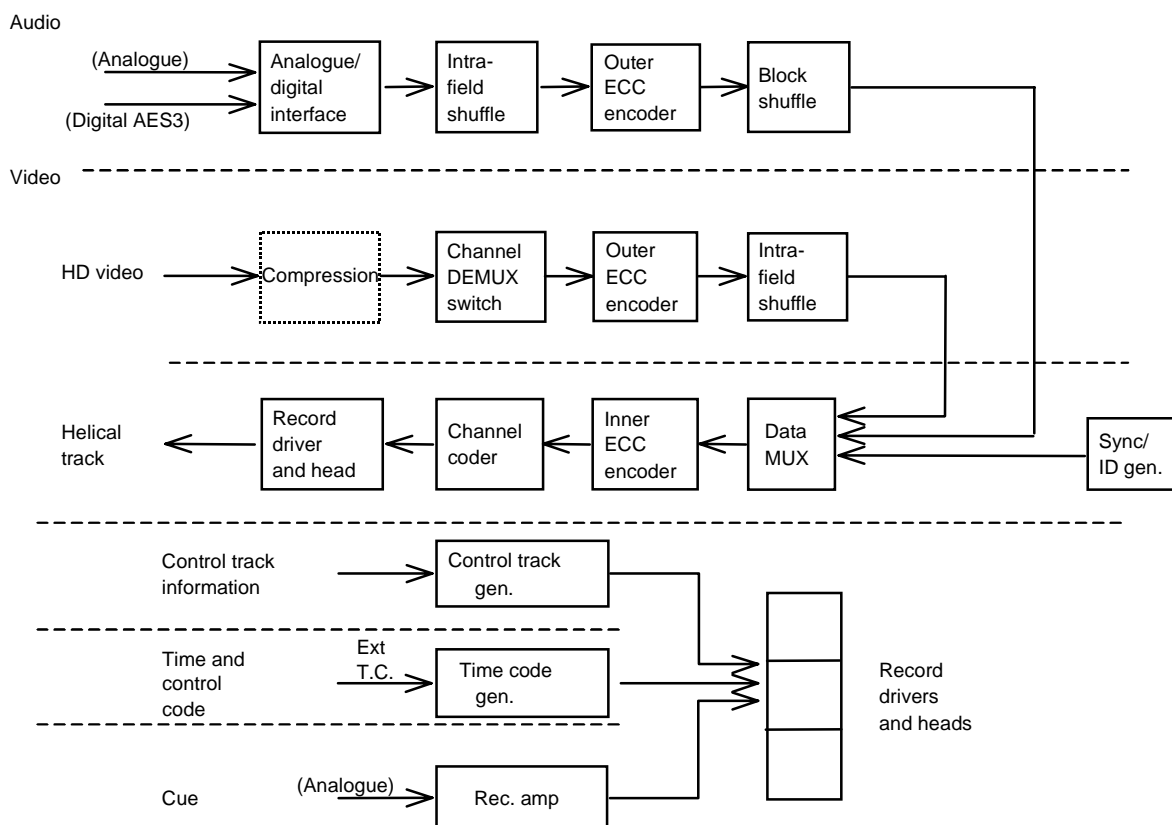 Audio
(Analogue)
(Digital AES3)
Analogue/
digital
interface
Intra-
field
shuffle
Outer
ECC
encoder
Block
shuffle
Video
HD video
Compression
Channel
DEMUX
switch
Outer
ECC
encoder
Intra-
field
shuffle
Helical
track
Record
driver
and head
Channel
coder
Inner
ECC
encoder
Data
MUX
Sync/
ID gen.
Control track
information
Control track
gen.
Time and
control
code
Ext
T.C.
Time code
gen.
Record
drivers
and heads
Cue
(Analogue)
Rec. amp